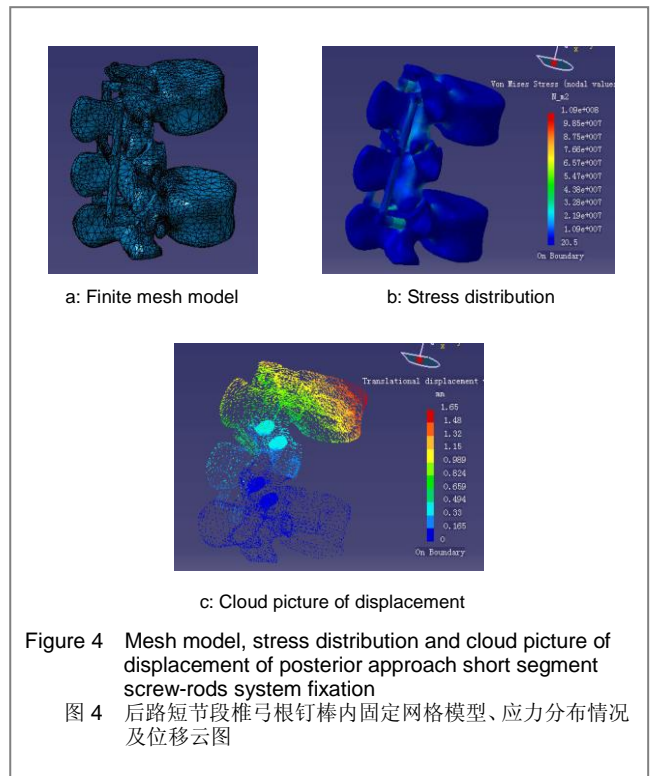 Von Mises Stress (nodal value
N_m2
1.09e+008
9.85e+007
8.75e+007
7.66e+007
6.57e+007
5.47e+007
4.38e+007
3.28e+007
2.19e+007
1.09e+007
20.5
On Boundary
a: Finite mesh model
b: Stress distribution
Translational displacement
mm
1.65
1.48
1.32
1.15
0.989
0.824
0.659
0.494
0.33
0.165
0
On Boundary
c: Cloud picture of displacement
Figure 4 Mesh model, stress distribution and cloud picture of
displacement of posterior approach short segment
screw-rods system fixation
图 4 后路短节段椎弓根钉棒内固定网格模型、应力分布情况
及位移云图